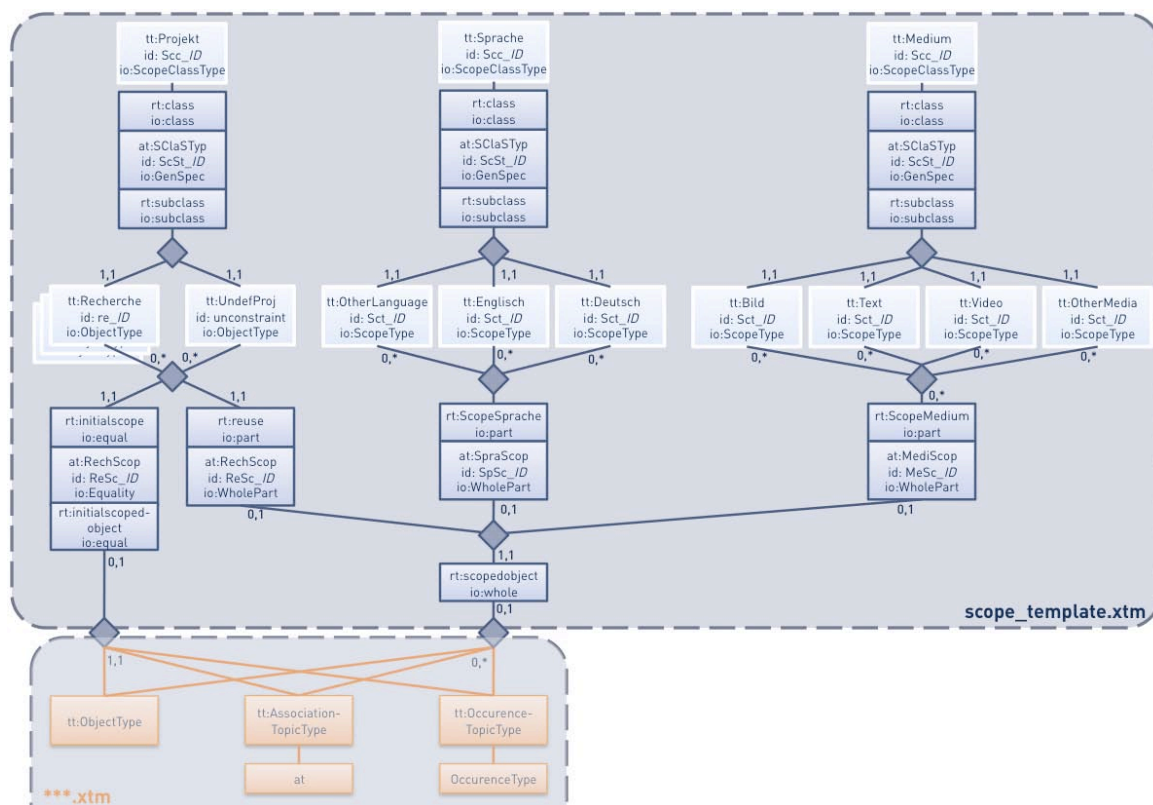 tt:Projekt
id: Scc_ID
io:ScopeClassType
tt:Sprache
id: Scc_ID
io:ScopeClassType
tt:Medium
id: Scc_ID
io:ScopeClassType
rt:class
io:class
at:SClaSTyp
id: ScSt_ID
io:GenSpec
rt:subclass
io:subclass
rt:class
io:class
at:SClaSTyp
id: ScSt_ID
io:GenSpec
rt:subclass
io:subclass
rt:class
io:class
at:SClaSTyp
id: ScSt_ID
io:GenSpec
rt:subclass
io:subclass
1,1
1,1
1,1
1,1
1,1
1,1
1,1
1,1
1,1
tt:Recherche
id: re_ID
io:ObjectType
tt:UndefProj
id: unconstraint
io:ObjectType
tt:OtherLanguage
id: Sct_ID
io:ScopeType
tt:Englisch
id: Sct_ID
io:ScopeType
tt:Deutsch
id: Sct_ID
io:ScopeType
tt:Bild
id: Sct_ID
io:ScopeType
tt:Text
id: Sct_ID
io:ScopeType
tt:Video
id: Sct_ID
io:ScopeType
tt:OtherMedia
id: Sct_ID
io:ScopeType
0,*
0,*
0,*
0,*
0,*
0,*
0,*
0,*
0,*
1,1
1,1
0,*
rt:initialscope
io:equal
at:RechScop
id: ReSc_ID
io:Equality
rt:initialscoped-
object
io:equal
rt:reuse
io:part
at:RechScop
id: ReSc_ID
io:WholePart
rt:ScopeSprache
io:part
at:SpraScop
id: SpSc_ID
io:WholePart
rt:ScopeMedium
io:part
at:MediScop
id: MeSc_ID
io:WholePart
0,1
0,1
0,1
0,1
1,1
rt:scopedobject
io:whole
0,1
scope_template.xtm
1,1
0,*
tt:ObjectType
tt:Association-
TopicType
tt:Occurence-
TopicType
at
OccurenceType
***.xtm